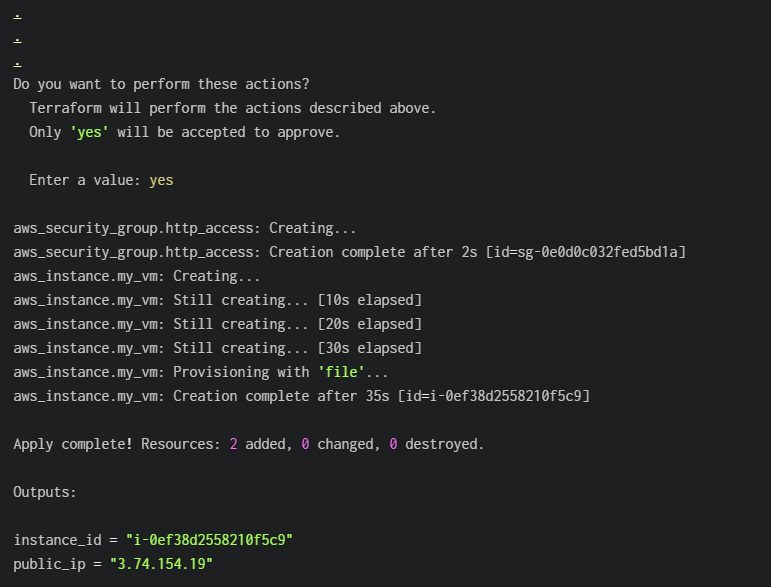 .
.
.
Do you want to perform these actions?
  Terraform will perform the actions described above.
  Only 'yes' will be accepted to approve.

  Enter a value: yes

aws_security_group.http_access: Creating...
aws_security_group.http_access: Creation complete after 2s [id=sg-0e0d0c032fed5bd1a]
aws_instance.my_vm: Creating...
aws_instance.my_vm: Still creating... [10s elapsed]
aws_instance.my_vm: Still creating... [20s elapsed]
aws_instance.my_vm: Still creating... [30s elapsed]
aws_instance.my_vm: Provisioning with 'file'...
aws_instance.my_vm: Creation complete after 35s [id=i-0ef38d2558210f5c9]

Apply complete! Resources: 2 added, 0 changed, 0 destroyed.

Outputs:

instance_id = "i-0ef38d2558210f5c9"
public_ip = "3.74.154.19"